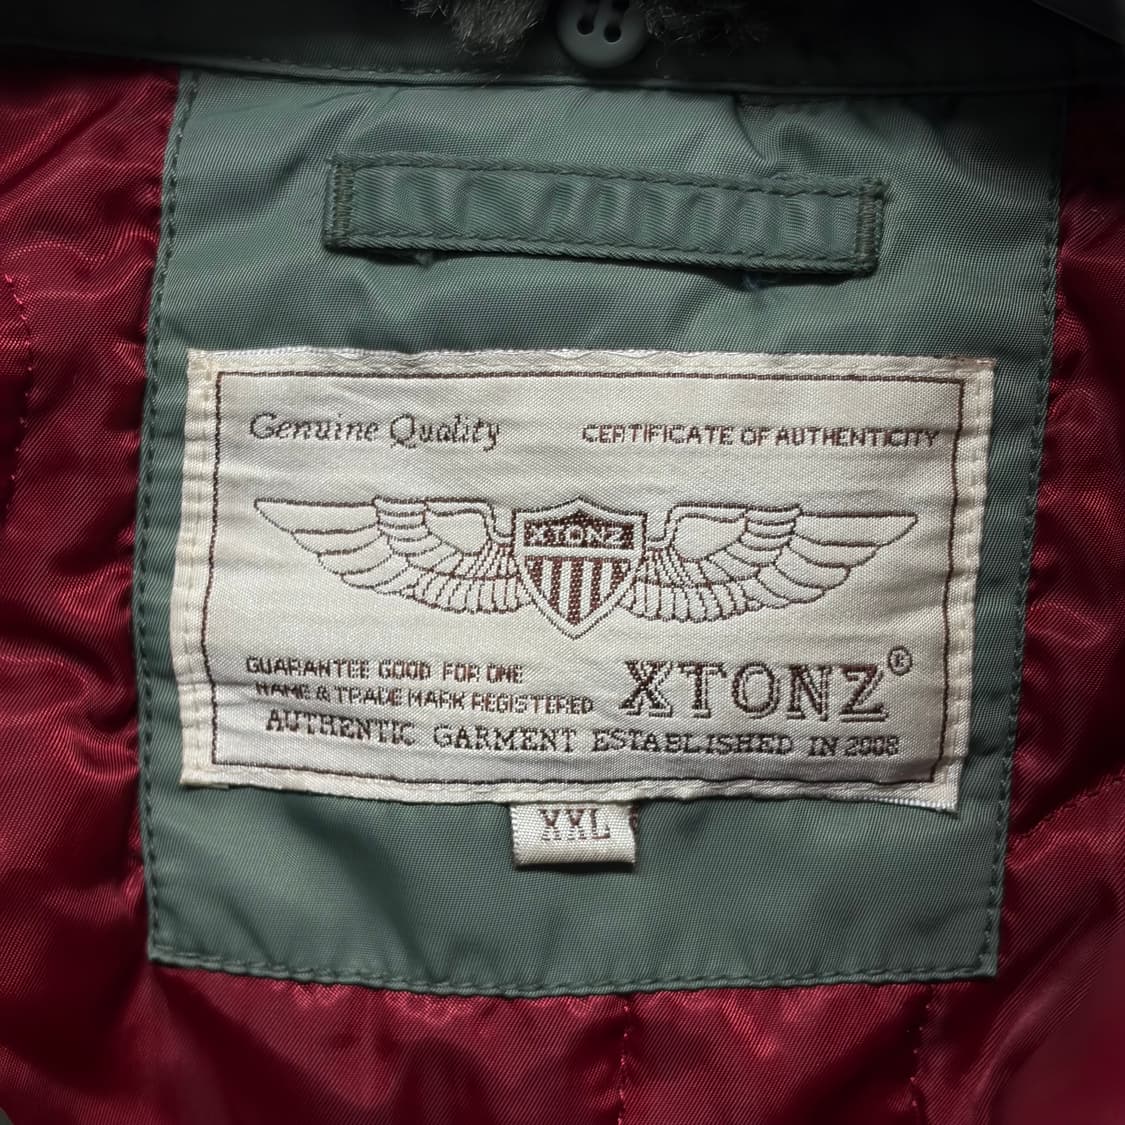 Genuine Quality
CERTIFICATE OF AUTHENTICITY
XTONZ
GUARANTEE GOOD FOR ONE
NAME & TRADE MARK REGISTERED
XTONZ®
AUTHENTIC GARMENT ESTABLISHED IN 2008
XXL